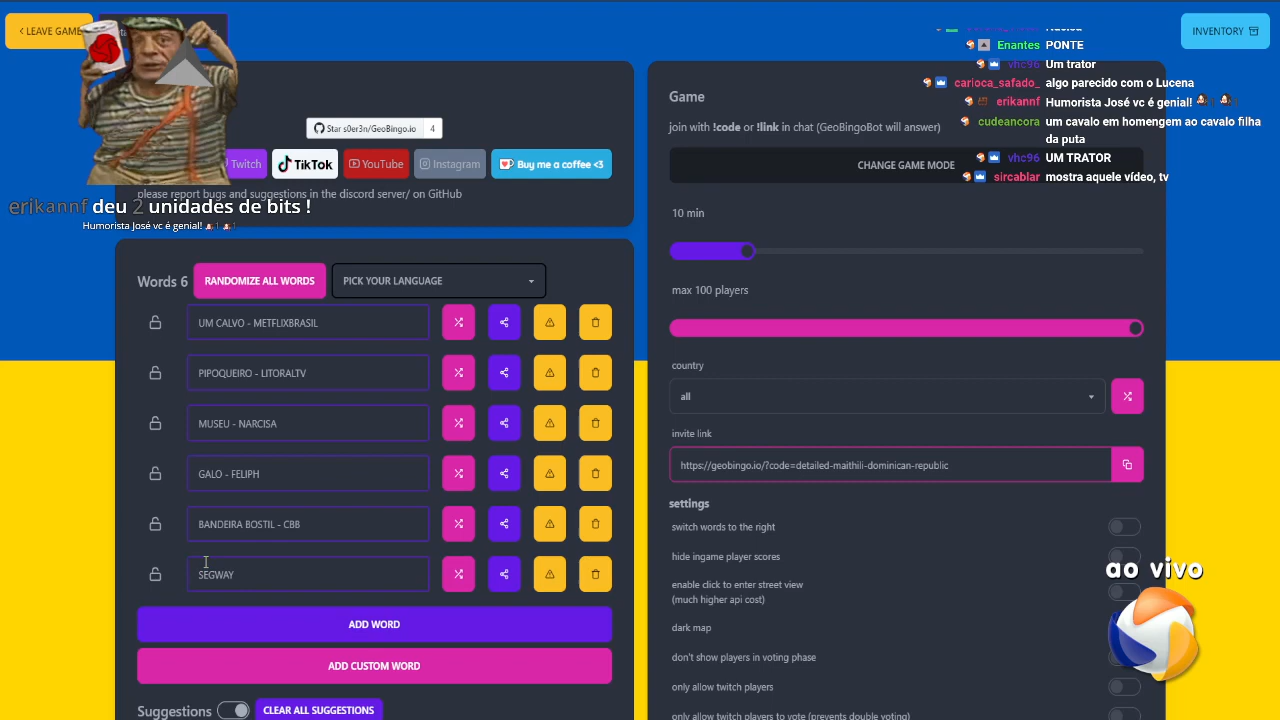 LEAVE GAME
INVENTORY
Enantes PONTE
vhc96 Um trator
carioca_safado_ algo parecido com o Lucena
erikannf Humorista José vc é genial!
cudeancora um cavalo em homengem ao cavalo filha
da puta
vhc96 UM TRATOR
sircablar mostra aquele vídeo, tv
Star s0er3n/GeoBingo.io 4
Twitch
TikTok
YouTube
Instagram
Buy me a coffee <3
please report bugs and suggestions in the discord server/ on GitHub
erikannf deu 2 unidades de bits !
Humorista José vc é genial!
Words 6
RANDOMIZE ALL WORDS
PICK YOUR LANGUAGE
UM CALVO - METFLIXBRASIL
PIPOQUEIRO - LITORALTV
MUSEU - NARCISA
GALO - FELIPH
BANDEIRA BOSTIL - CBB
SEGWAY
ADD WORD
ADD CUSTOM WORD
Suggestions
CLEAR ALL SUGGESTIONS
Game
join with !code or !link in chat (GeoBingoBot will answer)
CHANGE GAME MODE
10 min
max 100 players
country
all
invite link
https://geobingo.io/?code=detailed-maithili-dominican-republic
settings
switch words to the right
hide ingame player scores
enable click to enter street view
(much higher api cost)
dark map
don't show players in voting phase
only allow twitch players
only allow twitch players to vote (prevents double voting)
ao vivo